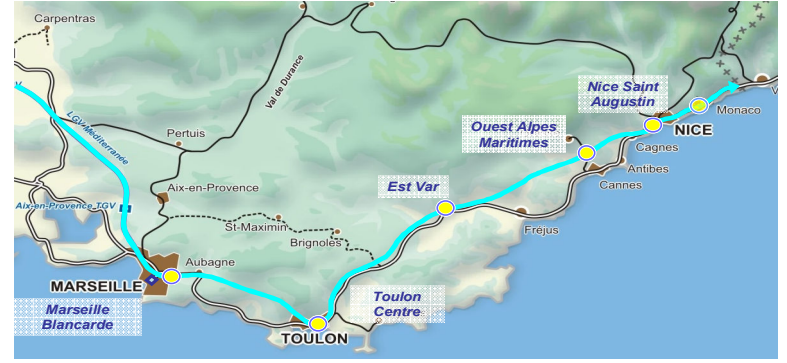 Carpentras
Val de Durance
Nice Saint
Augustin
V
LGV-Méditerranée
Monaco
Pertuis
Ouest Alpes
Maritimes
NICE
Cagnes
Antibes
Est Var
Cannes
Aix-en-Provence
Aix-en-Provence TGV
St-Maximin
Fréjus
Brignoles
Aubagne
MARSEILLE
Toulon
Centre
Marseille
Blancarde
TOULON